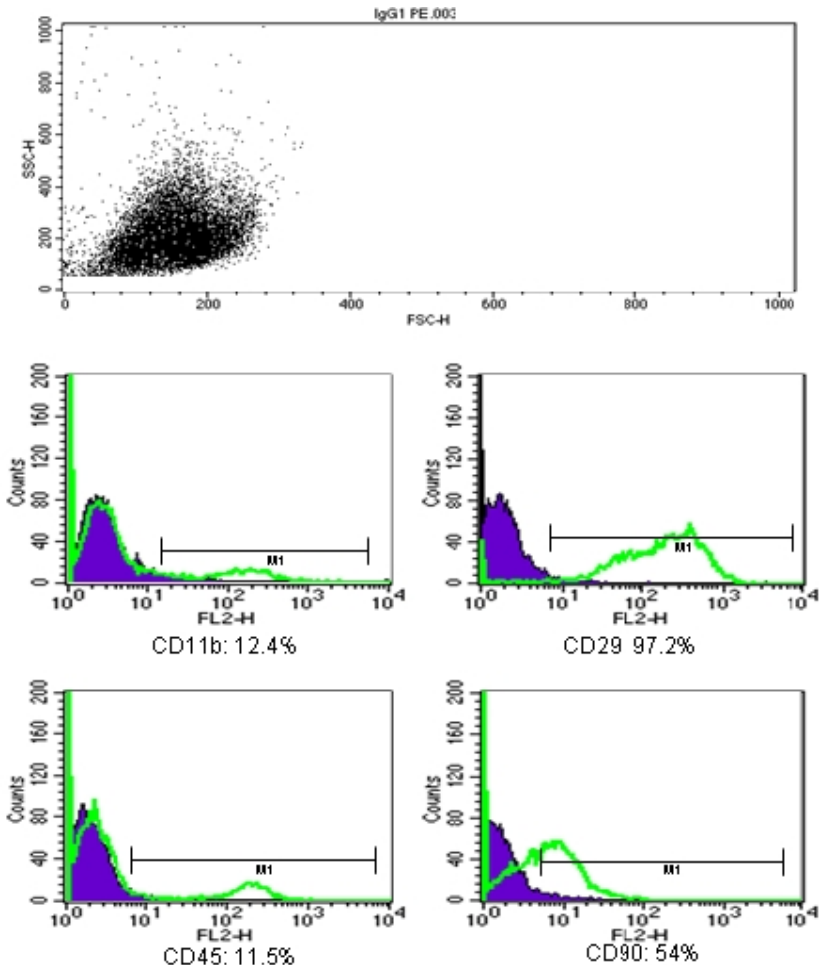 IgG1 PE.003
1000
800
600
400
200
0
SSC-H
0 200 400 600 800 1000
FSC-H
200
160
120
80
40
0
Counts
M1
10^0 10^1 10^2 10^3 10^4
FL2-H
CD11b: 12.4%
200
160
120
80
40
0
Counts
M1
10^0 10^1 10^2 10^3 10^4
FL2-H
CD29 97.2%
200
160
120
80
40
0
Counts
M1
10^0 10^1 10^2 10^3 10^4
FL2-H
CD45: 11.5%
200
160
120
80
40
0
Counts
M1
10^0 10^1 10^2 10^3 10^4
FL2-H
CD90: 54%